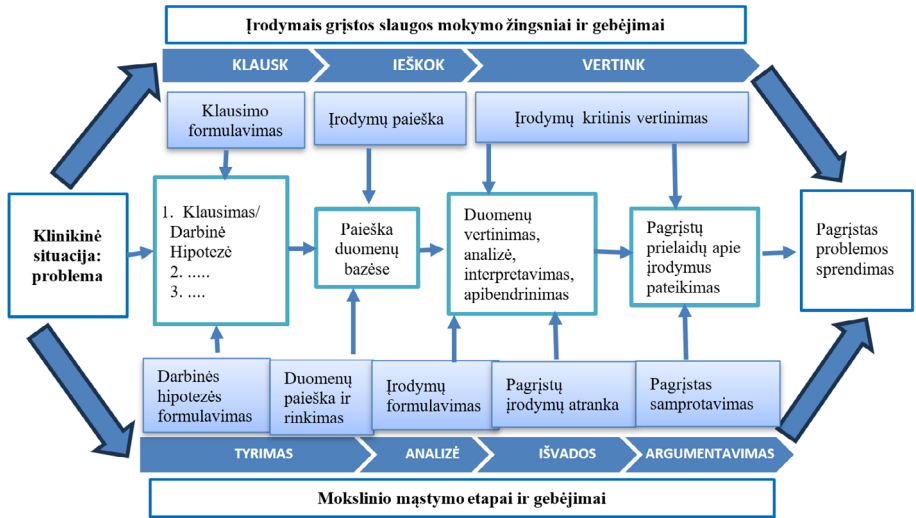 Įrodymais grįstos slaugos mokymo žingsniai ir gebėjimai
KLAUSK
IEŠKOK
VERTINK
Klausimo
formulavimas
Įrodymų paieška
Įrodymų kritinis vertinimas
Klinikinė
situacija:
problema
1. Klausimas/
Darbinė
Hipotezė
2. .....
3. ....
Paieška
duomenų
bazėse
Duomenų
vertinimas,
analizė,
interpretavimas,
apibendrinimas
Pagrįstų
prielaidų apie
įrodymus
pateikimas
Pagrįstas
problemos
sprendimas
Darbinės
hipotezės
formulavimas
Duomenų
paieška ir
rinkimas
Įrodymų
formulavimas
Pagrįstų
įrodymų atranka
Pagrįstas
samprotavimas
TYRIMAS
ANALIZĖ
IŠVADOS
ARGUMENTAVIMAS
Mokslinio mąstymo etapai ir gebėjimai